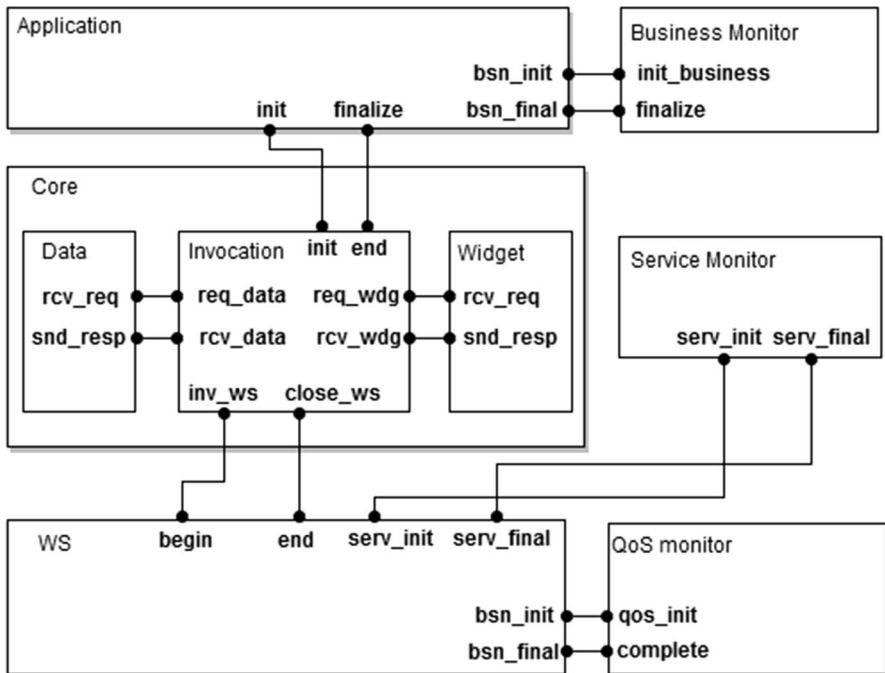 Application
Business Monitor
bsn_init init_business
bsn_final finalize
init finalize
Core
Data Invocation init end Widget
Service Monitor
rcv_req req_data req_wdg rcv_req
snd_resp rcv_data rcv_wdg snd_resp
serv_init serv_final
inv_ws close_ws
WS begin end serv_init serv_final QoS monitor
bsn_init qos_init
bsn_final complete